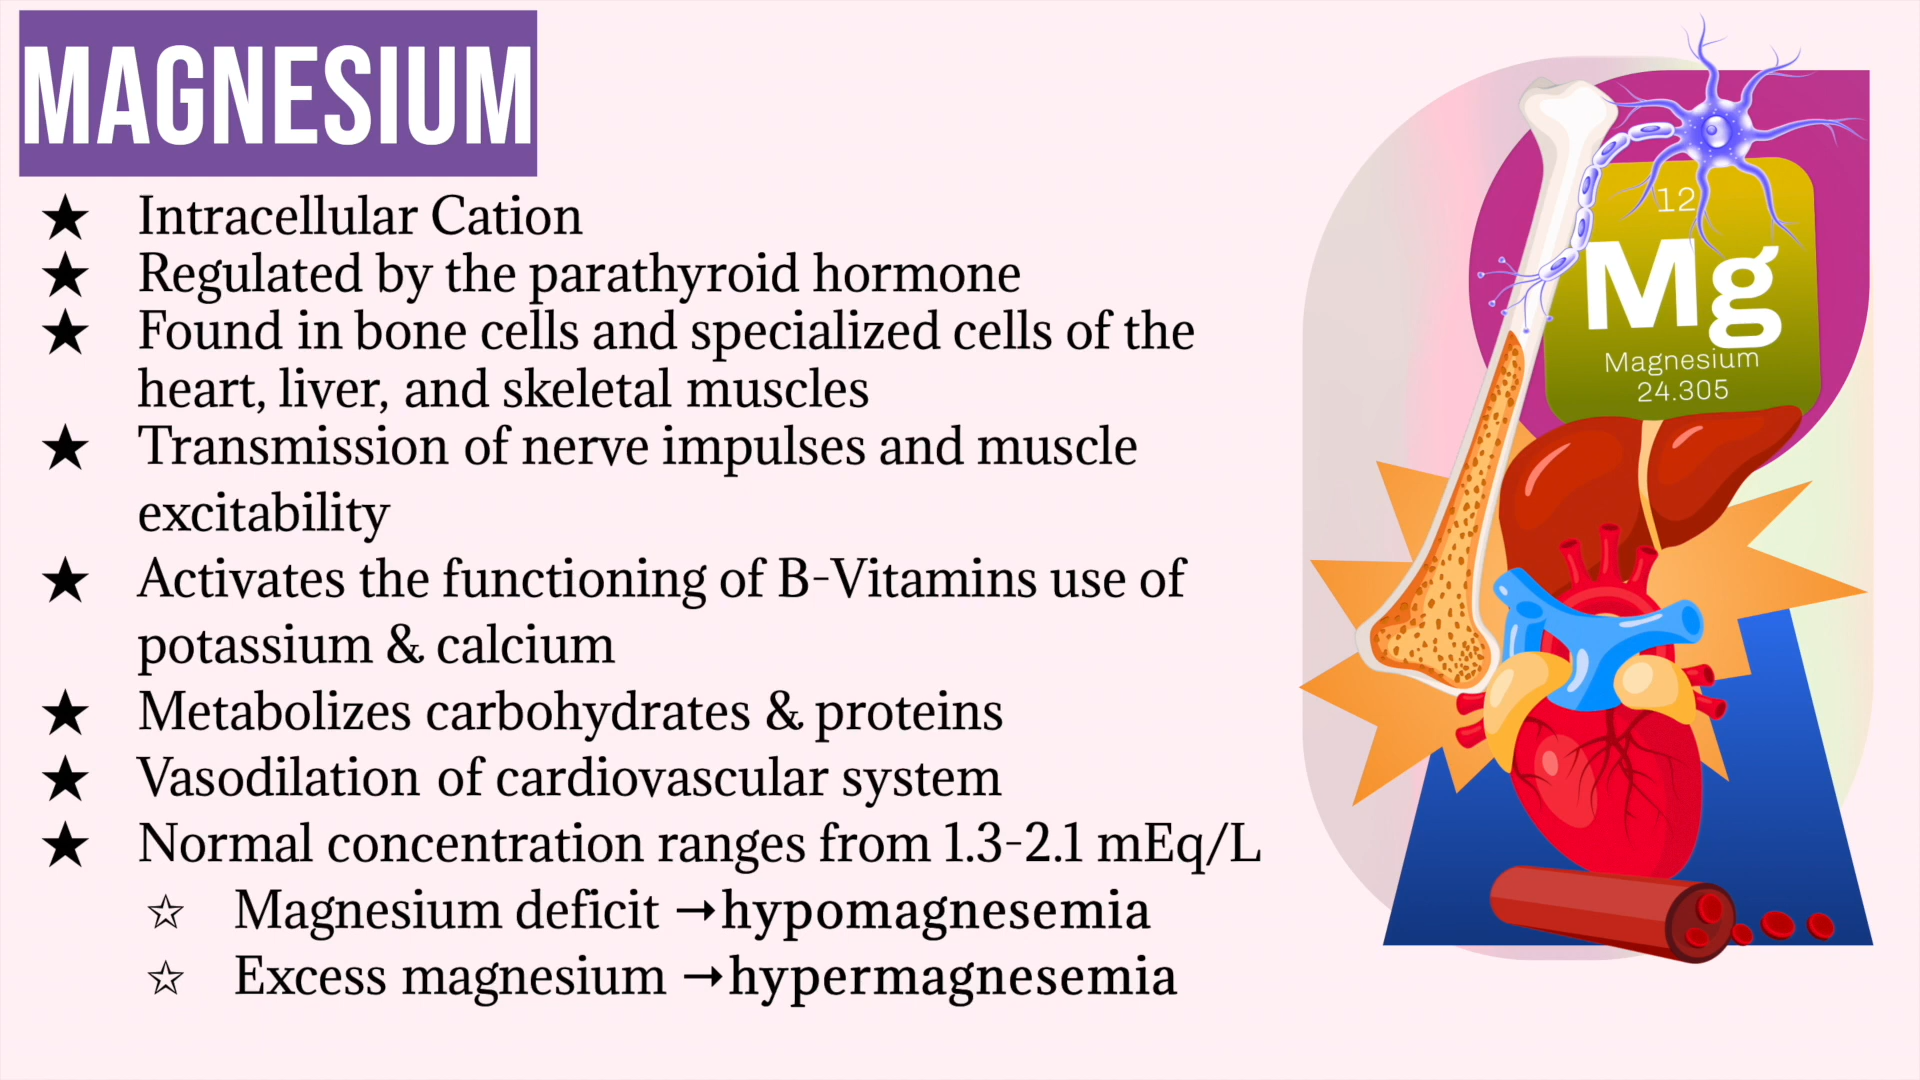 MAGNESIUM
★ Intracellular Cation
★ Regulated by the parathyroid hormone
★ Found in bone cells and specialized cells of the
heart, liver, and skeletal muscles
★ Transmission of nerve impulses and muscle
excitability
★ Activates the functioning of B-Vitamins use of
potassium & calcium
★ Metabolizes carbohydrates & proteins
★ Vasodilation of cardiovascular system
★ Normal concentration ranges from 1.3-2.1 mEq/L
☆ Magnesium deficit →hypomagnesemia
☆ Excess magnesium →hypermagnesemia
12
Mg
Magnesium
24.305